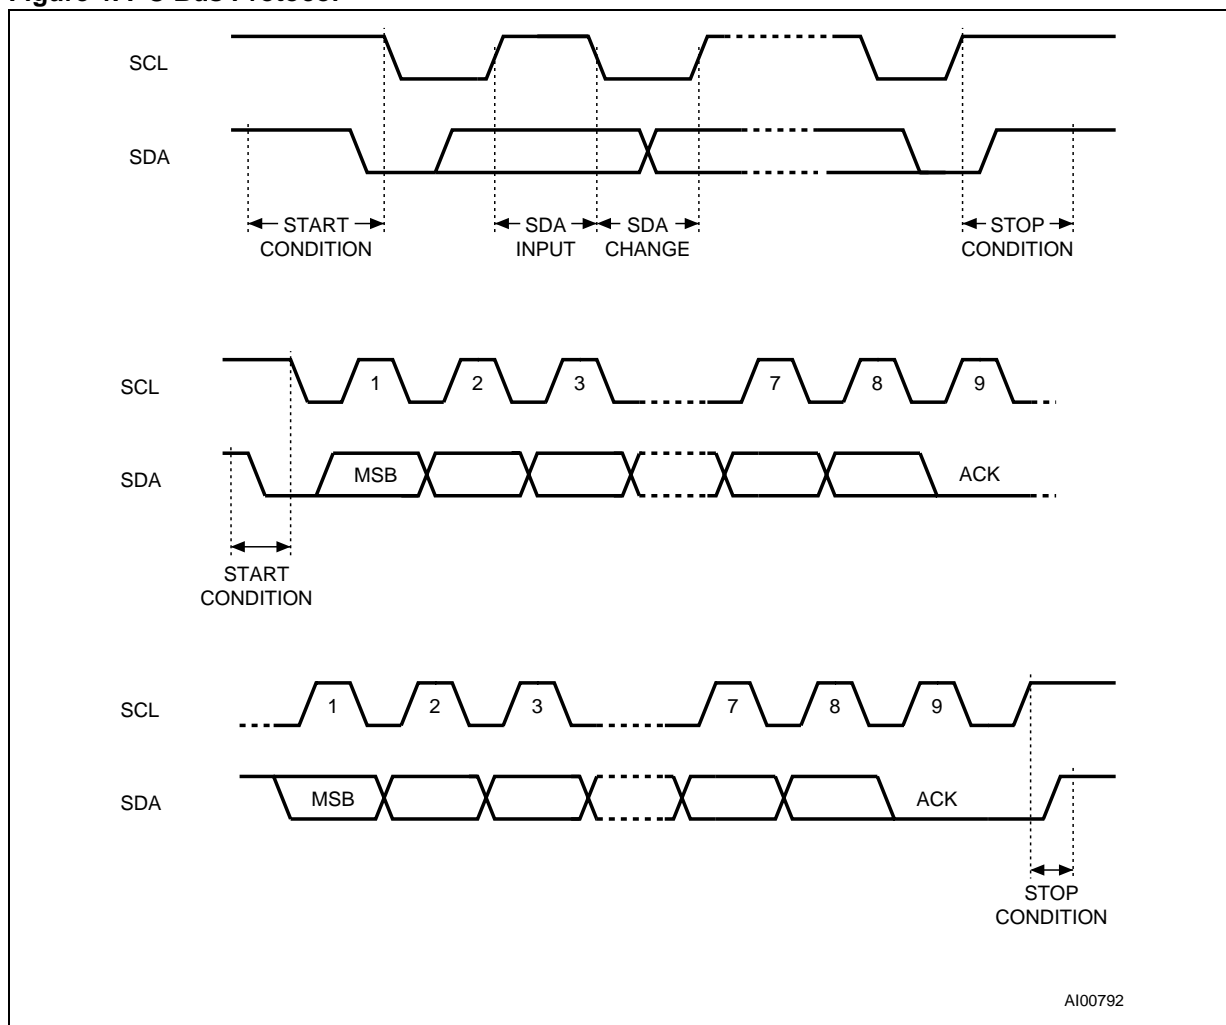 SCL
SDA
START CONDITION
SDA INPUT
SDA CHANGE
STOP CONDITION
SCL
1 2 3 7 8 9
SDA
MSB
ACK
START CONDITION
SCL
1 2 3 7 8 9
SDA
MSB
ACK
STOP CONDITION
AI00792